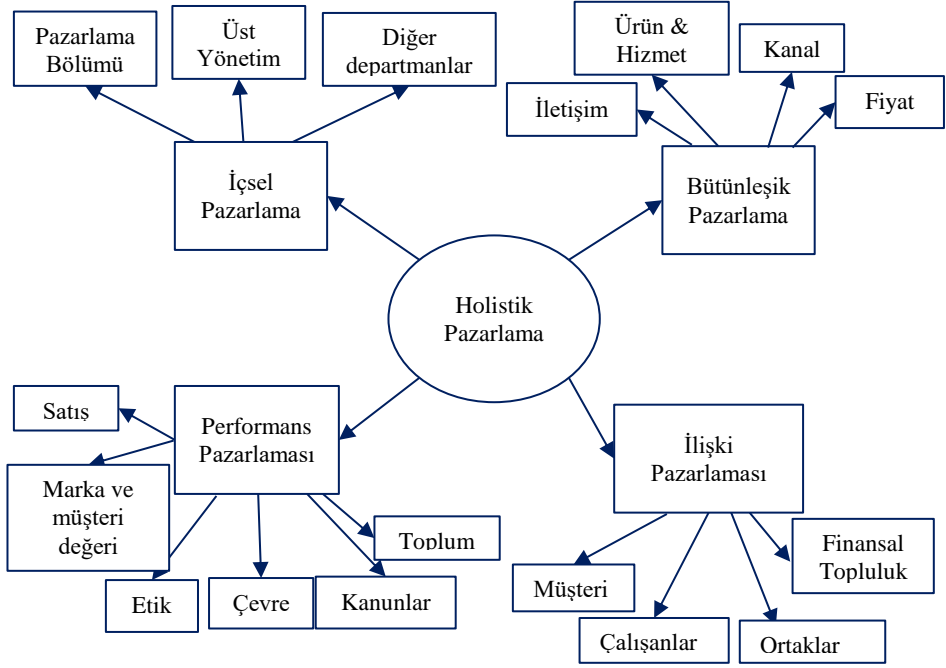 Pazarlama
Bölümü
Üst
Yönetim
Diğer
departmanlar
Ürün &
Hizmet
Kanal
İletişim
Fiyat
İçsel
Pazarlama
Bütünleşik
Pazarlama
Holistik
Pazarlama
Satış
Performans
Pazarlaması
İlişki
Pazarlaması
Marka ve
müşteri
değeri
Toplum
Finansal
Topluluk
Etik
Çevre
Kanunlar
Müşteri
Çalışanlar
Ortaklar